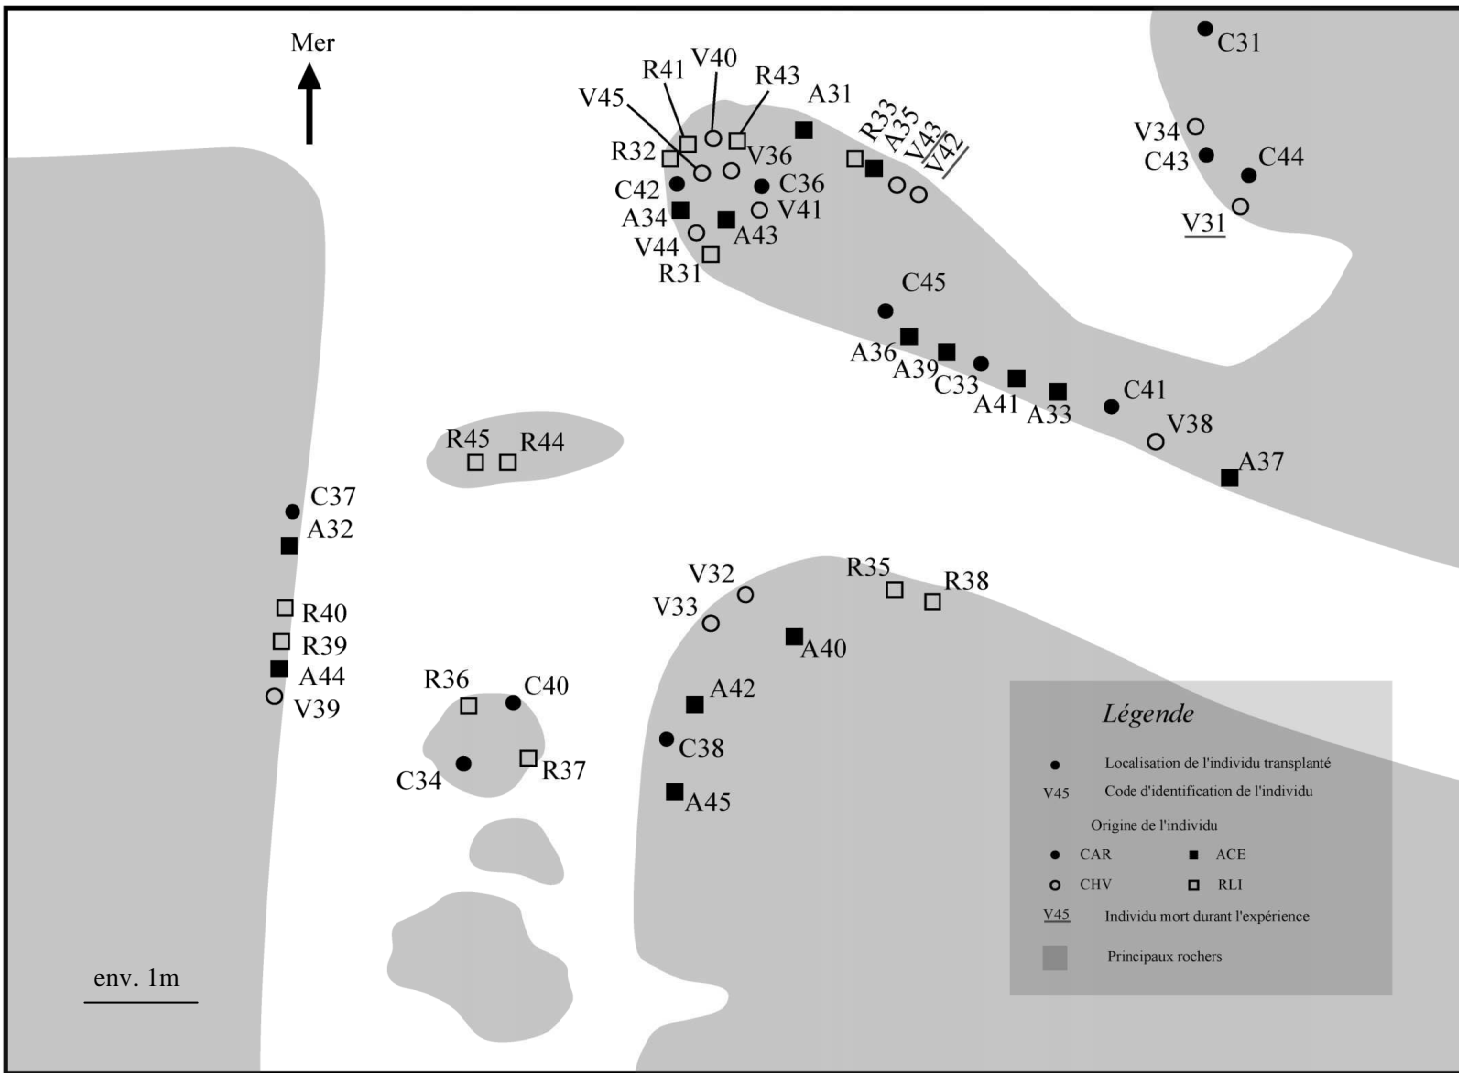 Mer
C31
V40
R41
R43
A31
V45
R33
A35
V43
V42
V34
R32
V36
C43
C44
C42
C36
A34
V41
V31
A43
V44
R31
C45
A36
A39
C33
A41
A33
C41
V38
A37
R45
R44
C37
A32
V32
R35
R38
V33
R40
R39
A40
A44
V39
R36
C40
A42
C38
C34
R37
A45
Légende
Localisation de l'individu transplanté
V45 Code d'identification de l'individu
Origine de l'individu
CAR ACE
CHV RLI
V45 Individu mort durant l'expérience
Principaux rochers
env. 1m